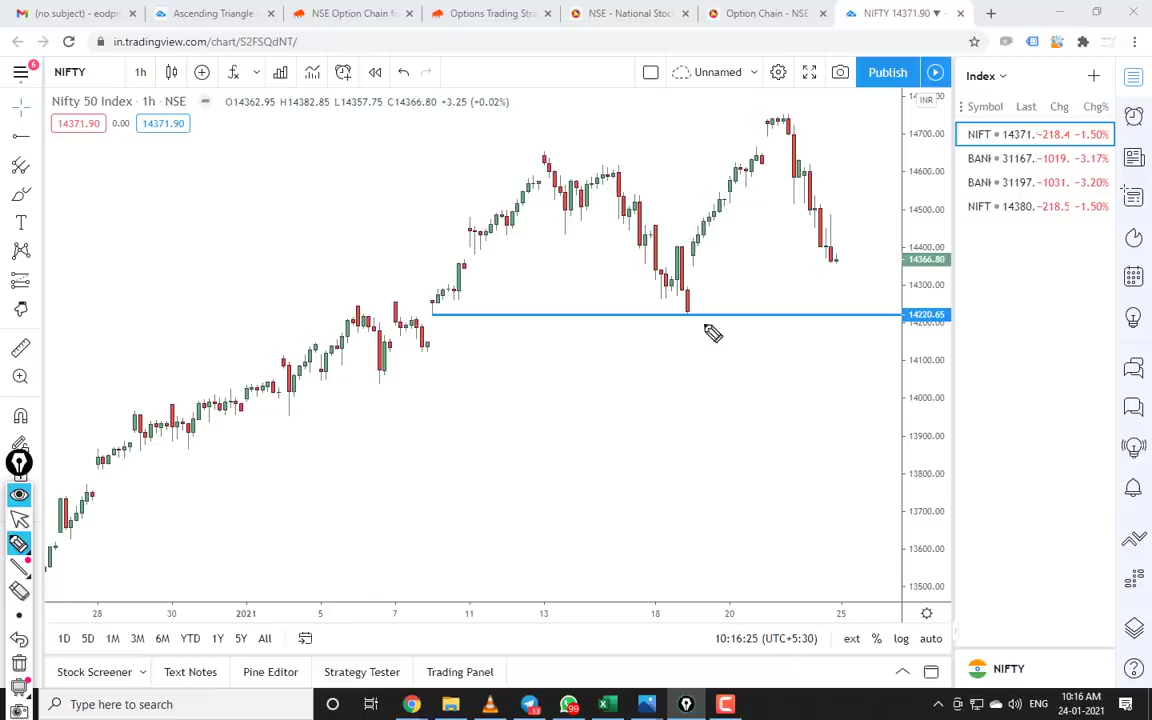 (no subject) - eodp
Ascending Triangle -
NSE Option Chain fo
Options Trading Stra
NSE - National Stoc
Option Chain - NSE
NIFTY 14371.90 ▼
in.tradingview.com/chart/S2FSQdNT/
6
NIFTY
1h
Unnamed
Publish
Index
Nifty 50 Index · 1h · NSE
O14362.95 H14382.85 L14357.75 C14366.80 +3.25 (+0.02%)
INR
14371.90
0.00
14371.90
Symbol Last Chg Chg%
NIFT 14371. −218.4 −1.50%
BANK 31167. −1019. −3.17%
BANK 31197. −1031. −3.20%
NIFT 14380. −218.5 −1.50%
14700.00
14600.00
14500.00
14400.00
14366.80
14300.00
14220.65
14200.00
14100.00
14000.00
13900.00
13800.00
13700.00
13600.00
13500.00
28 30 2021 5 7 11 13 18 20 25
1D 5D 1M 3M 6M YTD 1Y 5Y All
10:16:25 (UTC+5:30)
ext % log auto
Stock Screener
Text Notes
Pine Editor
Strategy Tester
Trading Panel
NIFTY
Type here to search
99
ENG
10:16 AM
24-01-2021